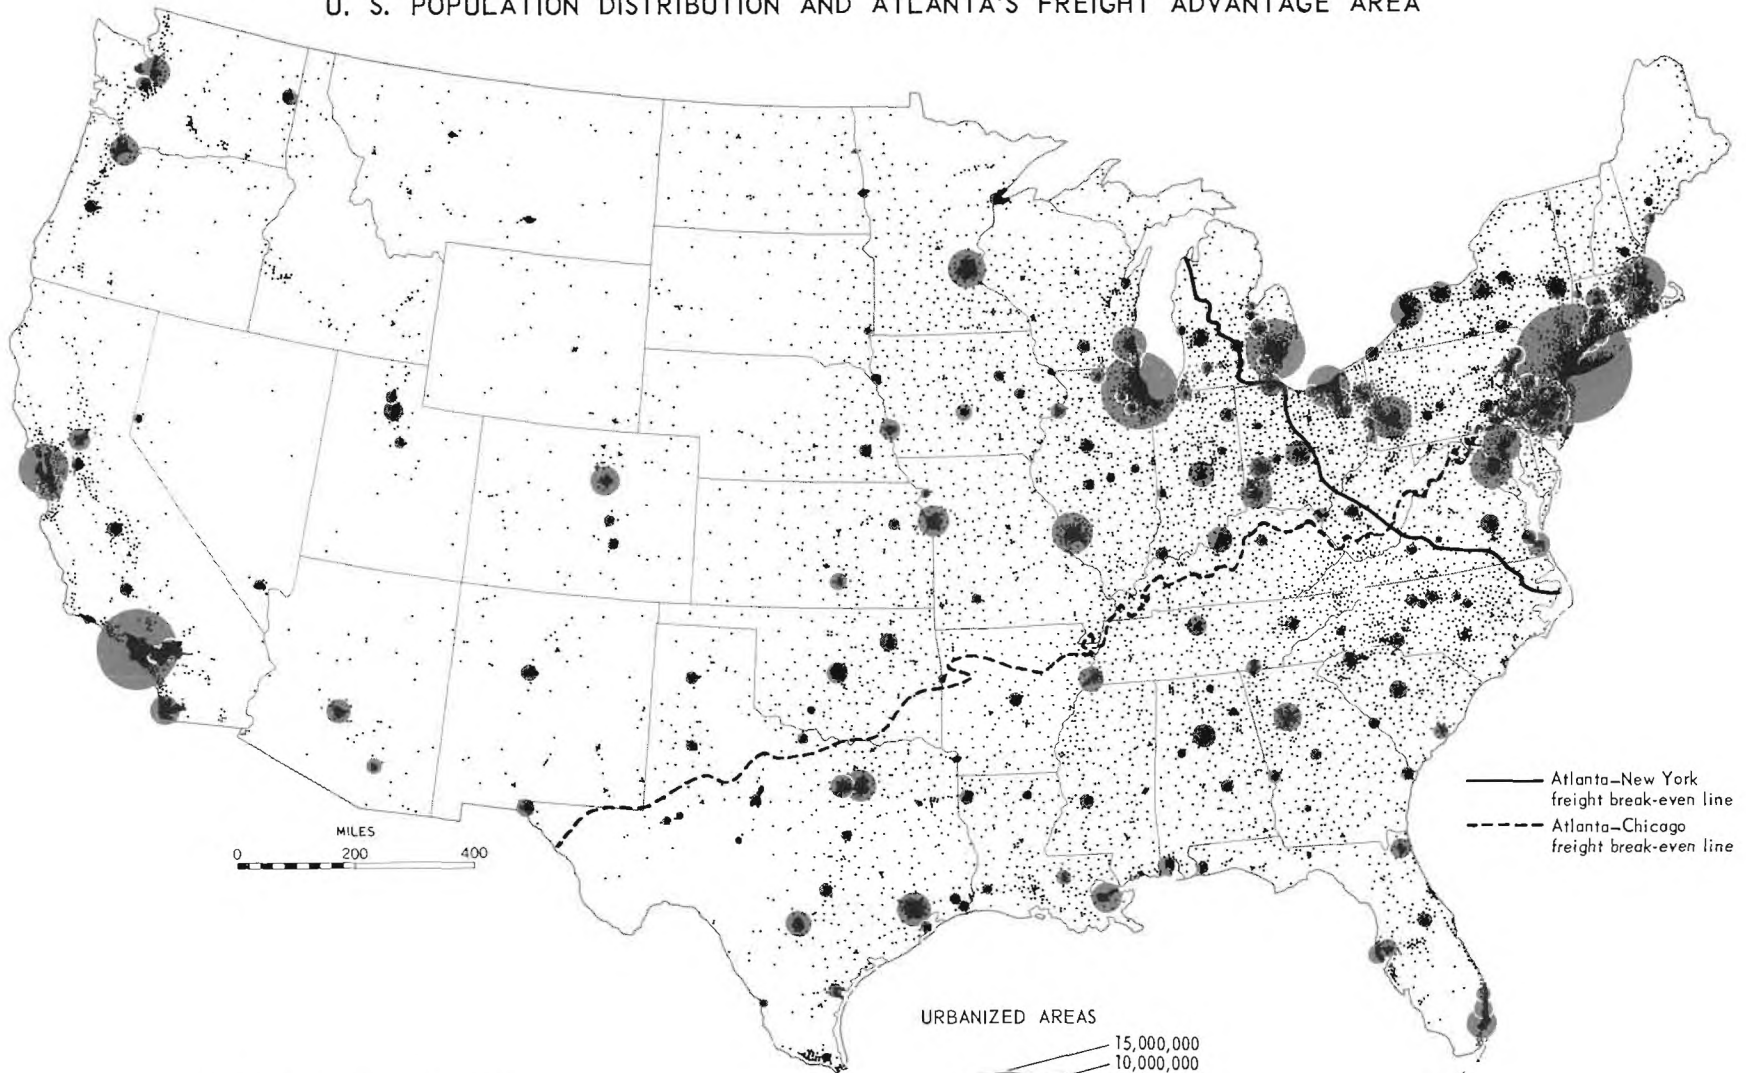 U. S. POPULATION DISTRIBUTION AND ATLANTA'S FREIGHT ADVANTAGE AREA
Atlanta–New York
freight break-even line
Atlanta–Chicago
freight break-even line
MILES
0 200 400
URBANIZED AREAS
15,000,000
10,000,000